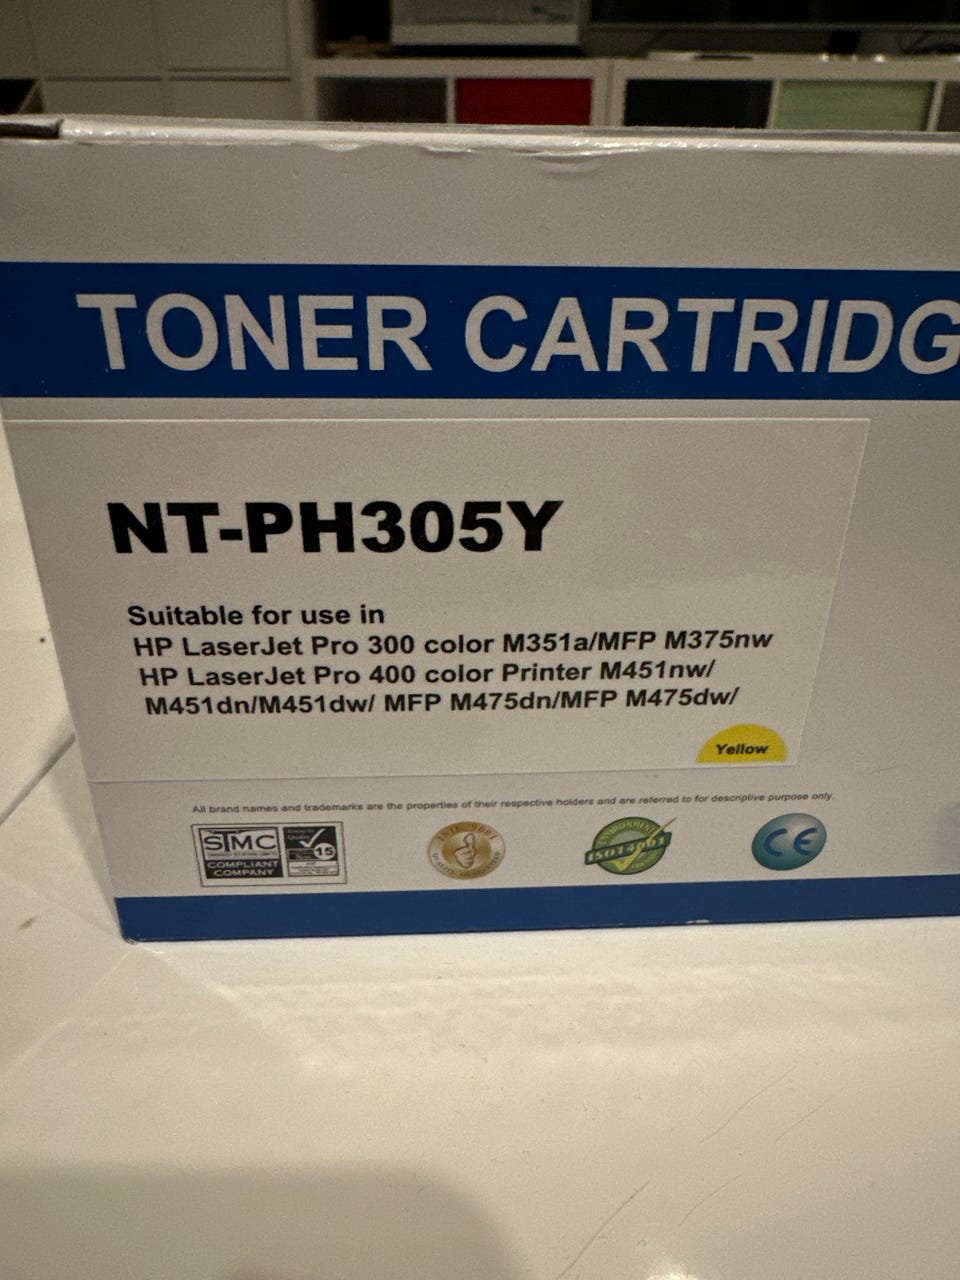 TONER CARTRIDG
NT-PH305Y
Suitable for use in
HP LaserJet Pro 300 color M351a/MFP M375nw
HP LaserJet Pro 400 color Printer M451nw/
M451dn/M451dw/ MFP M475dn/MFP M475dw/
Yellow
All brand names and trademarks are the properties of their respective holders and are referred to for descriptive purpose only.
STMC
15
COMPLIANT
COMPANY
ENVIRONMENT
ISO14001
CE